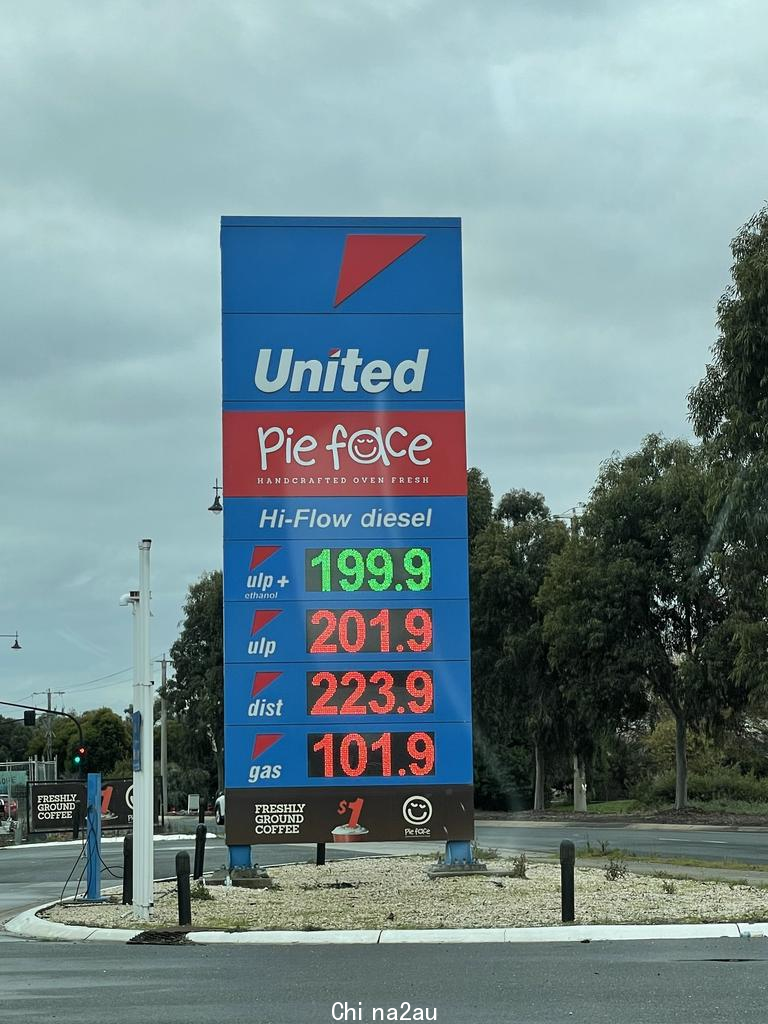 United
Pie face
HANDCRAFTED OVEN FRESH
Hi-Flow diesel
ulp+
ethanol
199.9
ulp
201.9
dist
223.9
gas
101.9
FRESHLY
GROUND
COFFEE
$1
Pie face
FRESHLY
GROUND
COFFEE
1
Chi na2au